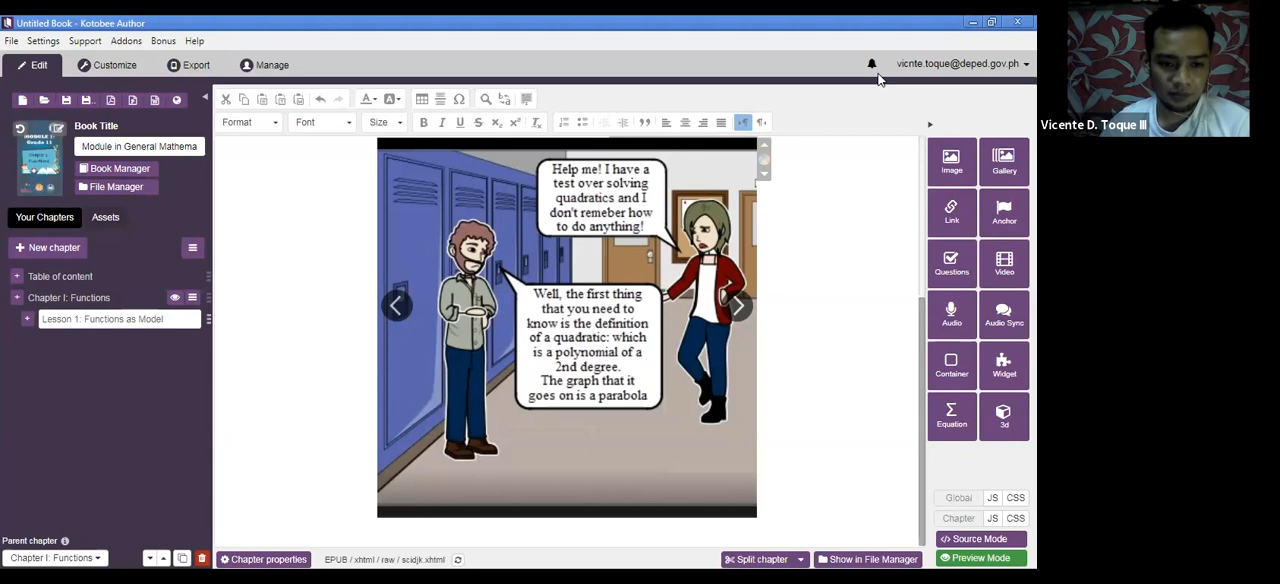 Untitled Book - Kotobee Author
File Settings Support Addons Bonus Help
Edit Customize Export Manage
vicnte.toque@deped.gov.ph
Book Title
Module in General Mathema
Book Manager
File Manager
Your Chapters Assets
New chapter
Table of content
Chapter I: Functions
Lesson 1: Functions as Model
Parent chapter
Chapter I: Functions
Format Font Size
Help me! I have a
test over solving
quadratics and I
don't remeber how
to do anything!
Well, the first thing
that you need to
know is the definition
of a quadratic: which
is a polynomial of a
2nd degree.
The graph that it
goes on is a parabola
Image Gallery
Link Anchor
Questions Video
Audio Audio Sync
Container Widget
Equation 3d
Global JS CSS
Chapter JS CSS
Source Mode
Preview Mode
Chapter properties EPUB / xhtml / raw / scidjk.xhtml Split chapter Show in File Manager
Vicente D. Toque III